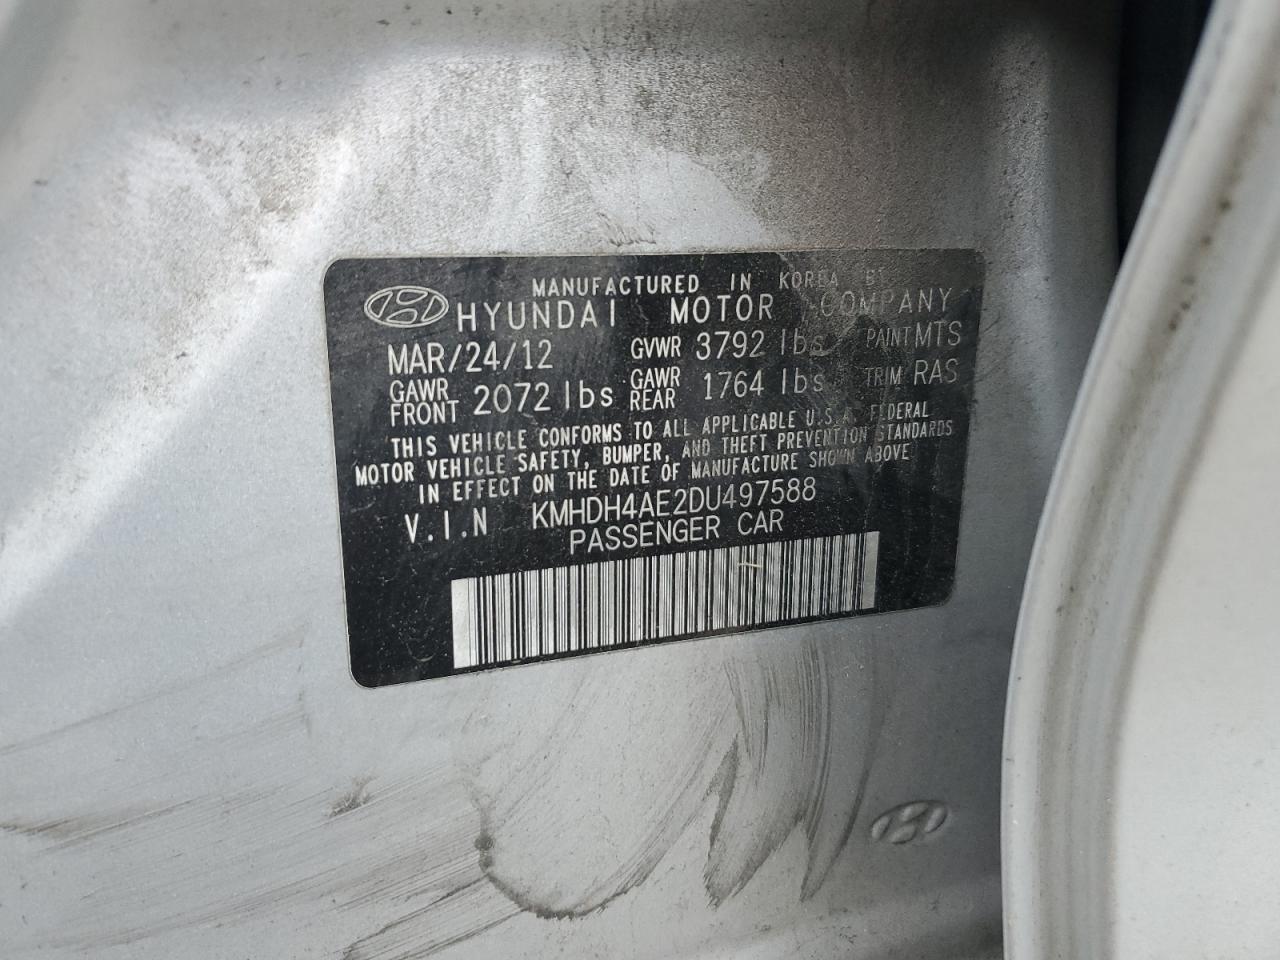 MANUFACTURED IN KOREA BY
HYUNDAI MOTOR COMPANY
MAR/24/12 GVWR 3792 lbs PAINT MTS
GAWR FRONT 2072 lbs GAWR REAR 1764 lbs TRIM RAS
THIS VEHICLE CONFORMS TO ALL APPLICABLE U.S.A. FEDERAL
MOTOR VEHICLE SAFETY, BUMPER, AND THEFT PREVENTION STANDARDS
IN EFFECT ON THE DATE OF MANUFACTURE SHOWN ABOVE
V.I.N KMHDH4AE2DU497588
PASSENGER CAR